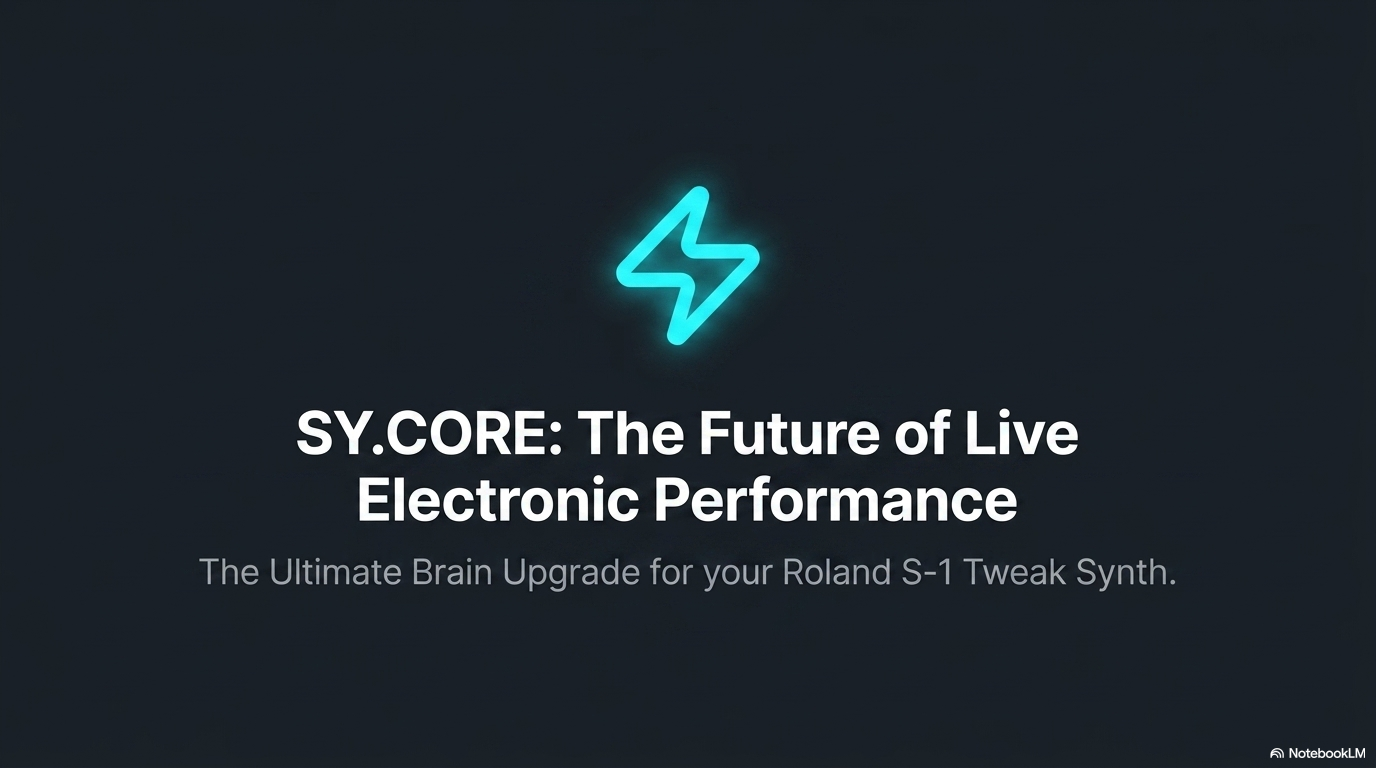 SY.CORE: The Future of Live
Electronic Performance
The Ultimate Brain Upgrade for your Roland S-1 Tweak Synth.
NotebookLM